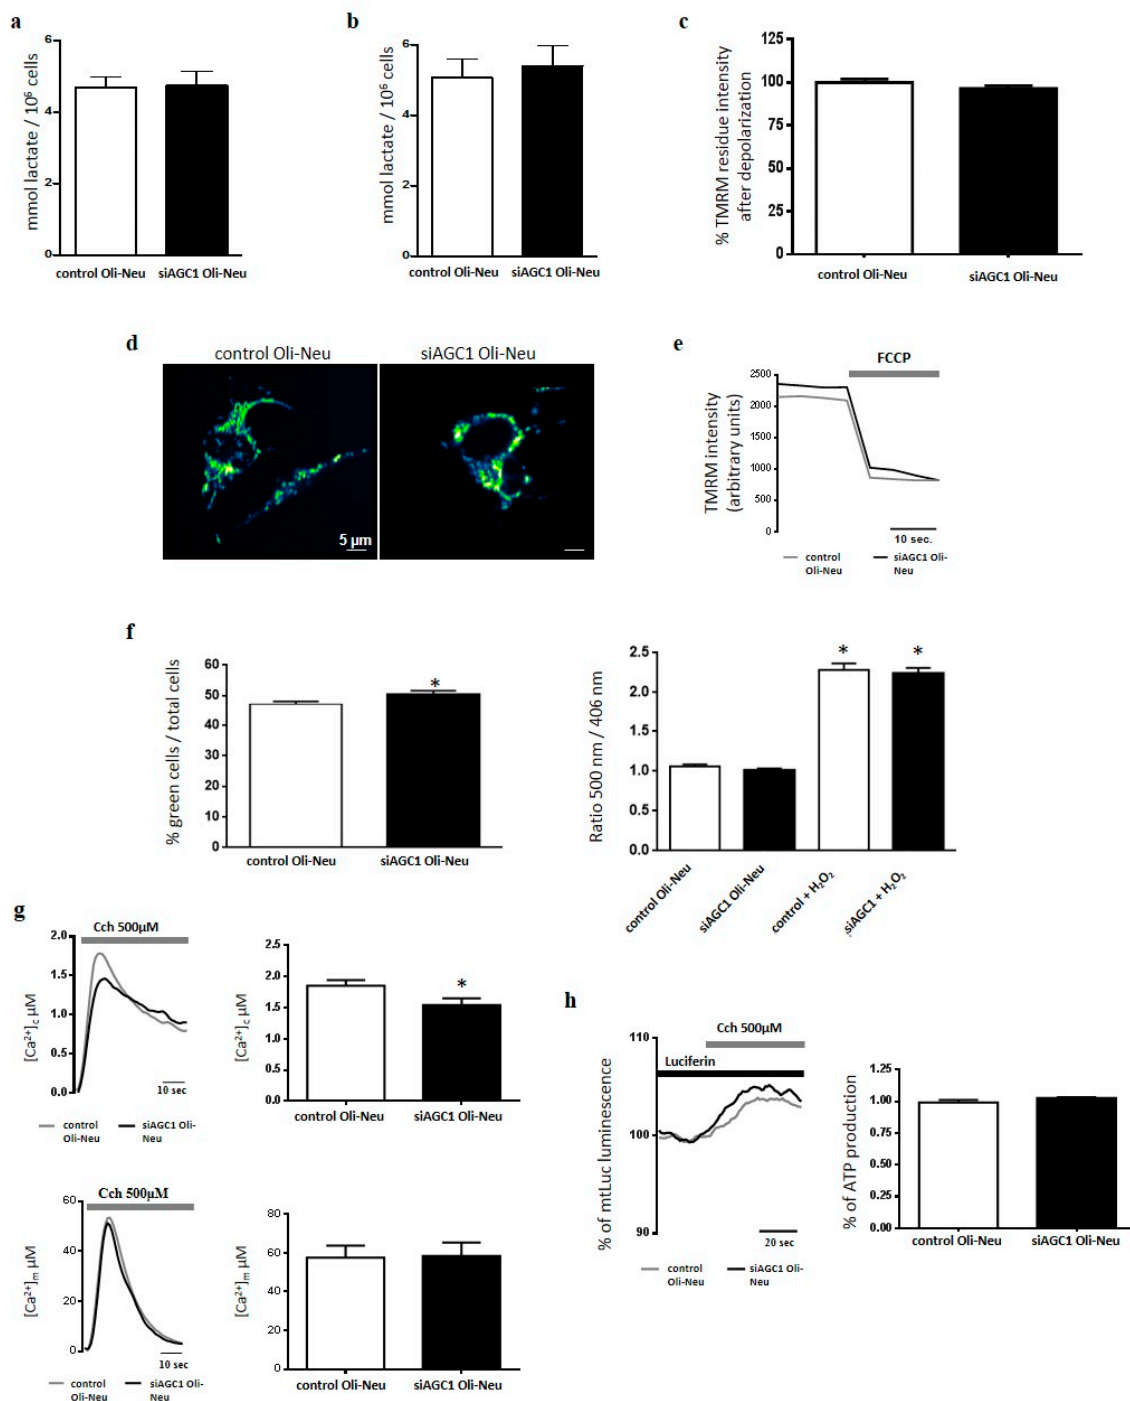 a
mmol lactate / 10⁶ cells
6
4
2
0
control Oli-Neu
siAGC1 Oli-Neu
b
mmol lactate / 10⁶ cells
6
4
2
0
control Oli-Neu
siAGC1 Oli-Neu
c
% TMRM residue intensity
after depolarization
125
100
75
50
25
0
control Oli-Neu
siAGC1 Oli-Neu
d
control Oli-Neu
siAGC1 Oli-Neu
5 µm
e
FCCP
TMRM intensity
(arbitrary units)
2500
2000
1500
1000
500
0
10 sec.
control
Oli-Neu
siAGC1 Oli-
Neu
f
% green cells / total cells
60
50
40
30
20
10
0
*
control Oli-Neu
siAGC1 Oli-Neu
Ratio 500 nm / 406 nm
2.5
2.0
1.5
1.0
0.5
0.0
*
*
control Oli-Neu
siAGC1 Oli-Neu
control + H₂O₂
siAGC1 + H₂O₂
g
Cch 500µM
[Ca²⁺]c µM
2.0
1.5
1.0
0.5
0.0
10 sec
control
Oli-Neu
siAGC1 Oli-
Neu
[Ca²⁺]c µM
2.5
2.0
1.5
1.0
0.5
0.0
*
control Oli-Neu
siAGC1 Oli-Neu
Cch 500µM
[Ca²⁺]m µM
60
40
20
0
10 sec
control
Oli-Neu
siAGC1 Oli-
Neu
[Ca²⁺]m µM
80
60
40
20
0
control Oli-Neu
siAGC1 Oli-Neu
h
Cch 500µM
Luciferin
% of mtLuc luminescence
110
100
90
20 sec
control
Oli-Neu
siAGC1 Oli-
Neu
% of ATP production
1.25
1.00
0.75
0.50
0.25
0.00
control Oli-Neu
siAGC1 Oli-Neu